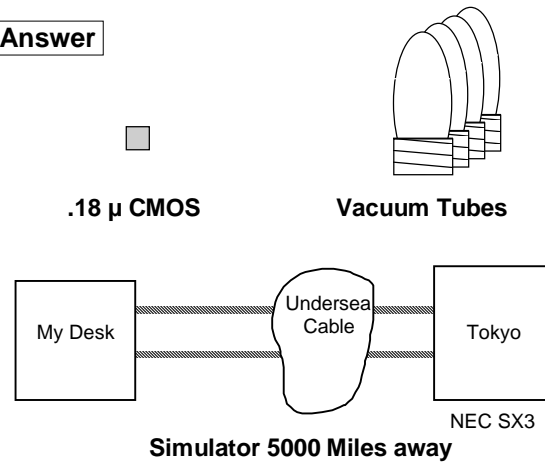 Answer
.18 µ CMOS
Vacuum Tubes
My Desk
Undersea
Cable
Tokyo
NEC SX3
Simulator 5000 Miles away